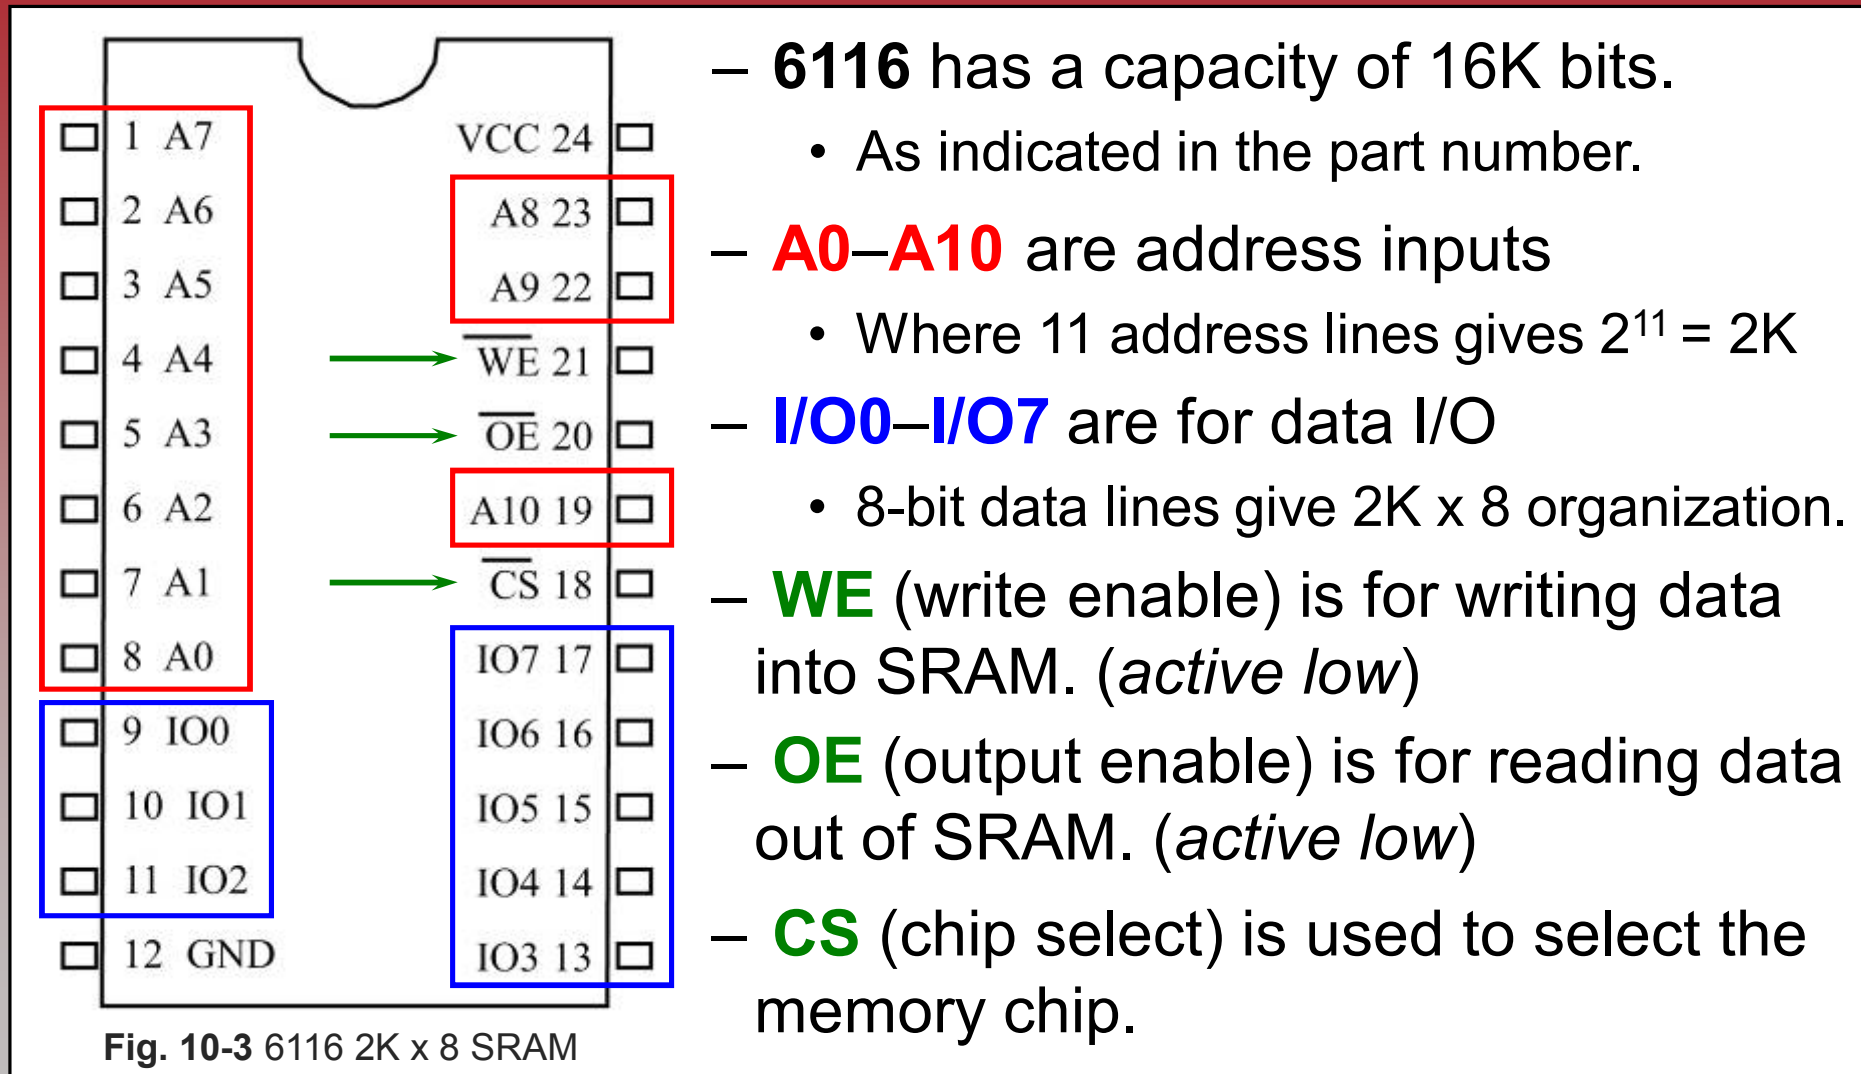 1 A7
2 A6
3 A5
4 A4
5 A3
6 A2
7 A1
8 A0
9 IO0
10 IO1
11 IO2
12 GND
VCC 24
A8 23
A9 22
W̅E̅ 21
O̅E̅ 20
A10 19
C̅S̅ 18
IO7 17
IO6 16
IO5 15
IO4 14
IO3 13
Fig. 10-3 6116 2K x 8 SRAM
– 6116 has a capacity of 16K bits.
• As indicated in the part number.
– A0–A10 are address inputs
• Where 11 address lines gives 2¹¹ = 2K
– I/O0–I/O7 are for data I/O
• 8-bit data lines give 2K x 8 organization.
– WE (write enable) is for writing data
into SRAM. (active low)
– OE (output enable) is for reading data
out of SRAM. (active low)
– CS (chip select) is used to select the
memory chip.